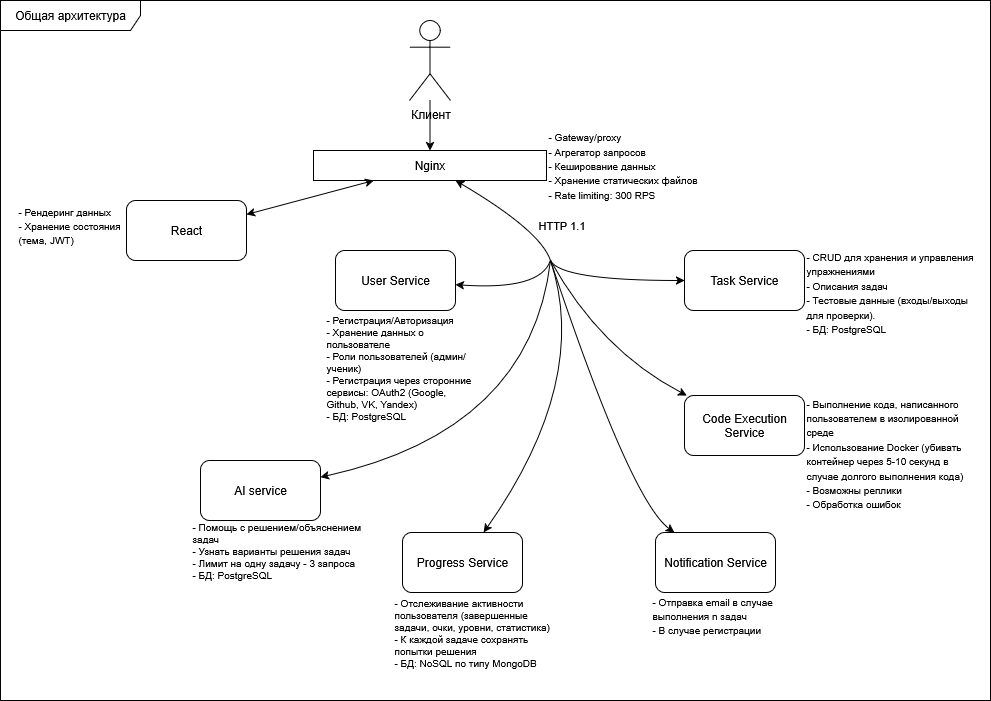 Общая архитектура
Клиент
Nginx
- Gateway/proxy
- Агрегатор запросов
- Кеширование данных
- Хранение статических файлов
- Rate limiting: 300 RPS
- Рендеринг данных
- Хранение состояния
(тема, JWT)
React
HTTP 1.1
User Service
- Регистрация/Авторизация
- Хранение данных о
пользователе
- Роли пользователей (админ/
ученик)
- Регистрация через сторонние
сервисы: OAuth2 (Google,
Github, VK, Yandex)
- БД: PostgreSQL
Task Service
- CRUD для хранения и управления
упражнениями
- Описания задач
- Тестовые данные (входы/выходы
для проверки).
- БД: PostgreSQL
Code Execution
Service
- Выполнение кода, написанного
пользователем в изолированной
среде
- Использование Docker (убивать
контейнер через 5-10 секунд в
случае долгого выполнения кода)
- Возможны реплики
- Обработка ошибок
AI service
- Помощь с решением/объяснением
задач
- Узнать варианты решения задач
- Лимит на одну задачу - 3 запроса
- БД: PostgreSQL
Progress Service
- Отслеживание активности
пользователя (завершенные
задачи, очки, уровни, статистика)
- К каждой задаче сохранять
попытки решения
- БД: NoSQL по типу MongoDB
Notification Service
- Отправка email в случае
выполнения n задач
- В случае регистрации